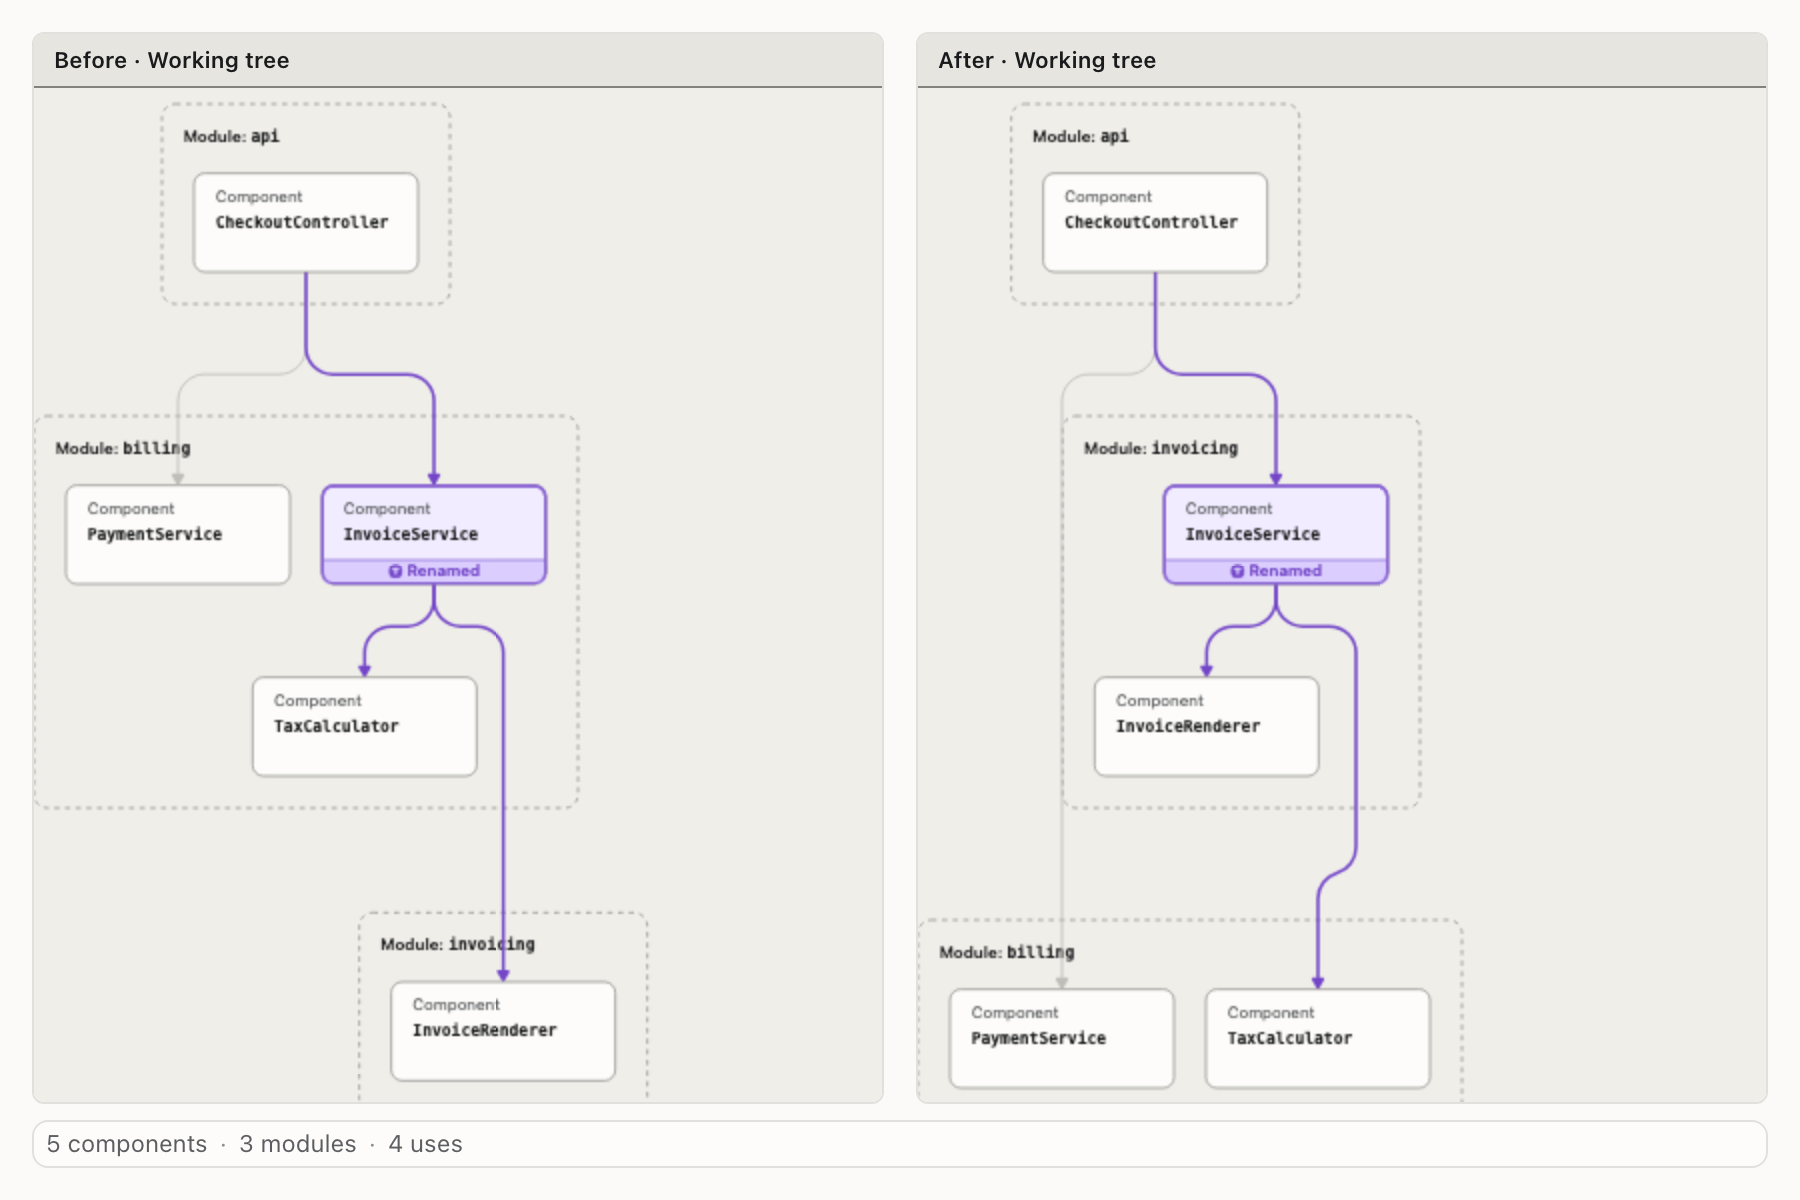 Before · Working tree
Module: api
Component
CheckoutController
Module: billing
Component
PaymentService
Component
InvoiceService
Renamed
Component
TaxCalculator
Module: invoicing
Component
InvoiceRenderer
After · Working tree
Module: api
Component
CheckoutController
Module: invoicing
Component
InvoiceService
Renamed
Component
InvoiceRenderer
Module: billing
Component
PaymentService
Component
TaxCalculator
5 components · 3 modules · 4 uses